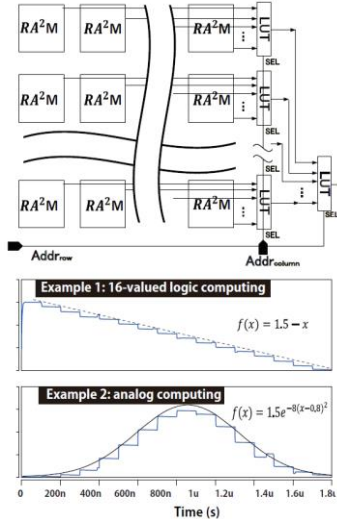 RA²M RA²M RA²M LUT
SEL
RA²M RA²M RA²M LUT
SEL
RA²M RA²M RA²M LUT
SEL
LUT
SEL
Addr_row Addr_column
Example 1: 16-valued logic computing
f(x) = 1.5 − x
Example 2: analog computing
f(x) = 1.5e^{-8(x-0.8)^2}
0 200n 400n 600n 800n 1u 1.2u 1.4u 1.6u 1.8u
Time (s)